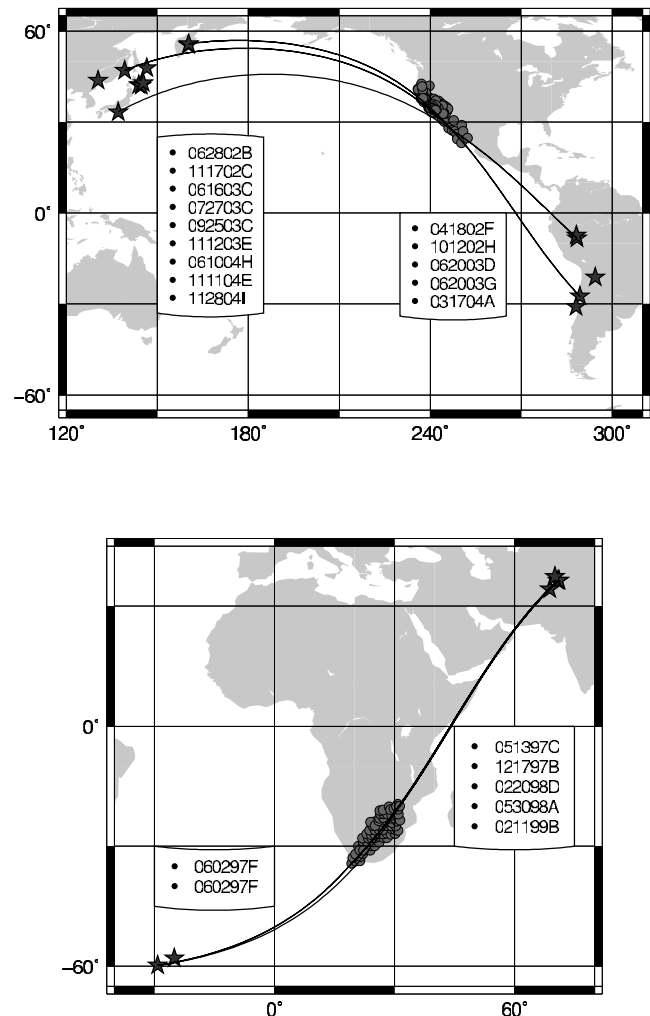 60°
062802B
111702C
061603C
072703C
092503C
111203E
061004H
111104E
112804I
0°
041802F
101202H
062003D
062003G
031704A
−60°
120°
180°
240°
300°
0°
051397C
121797B
022098D
053098A
021199B
060297F
060297F
−60°
0°
60°